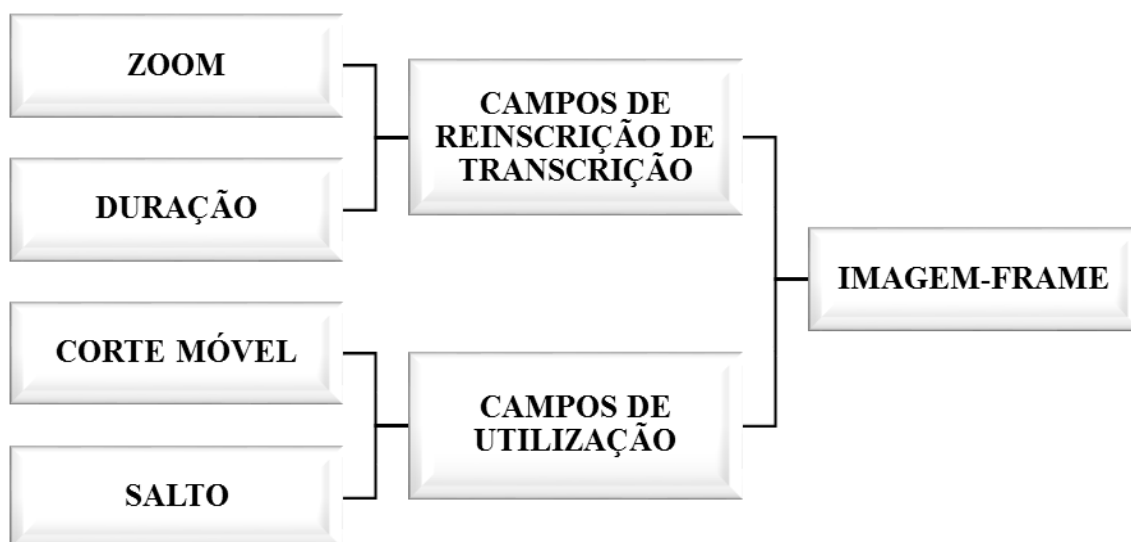 ZOOM
DURAÇÃO
CORTE MÓVEL
SALTO
CAMPOS DE
REINSCRIÇÃO DE
TRANSCRIÇÃO
CAMPOS DE
UTILIZAÇÃO
IMAGEM-FRAME